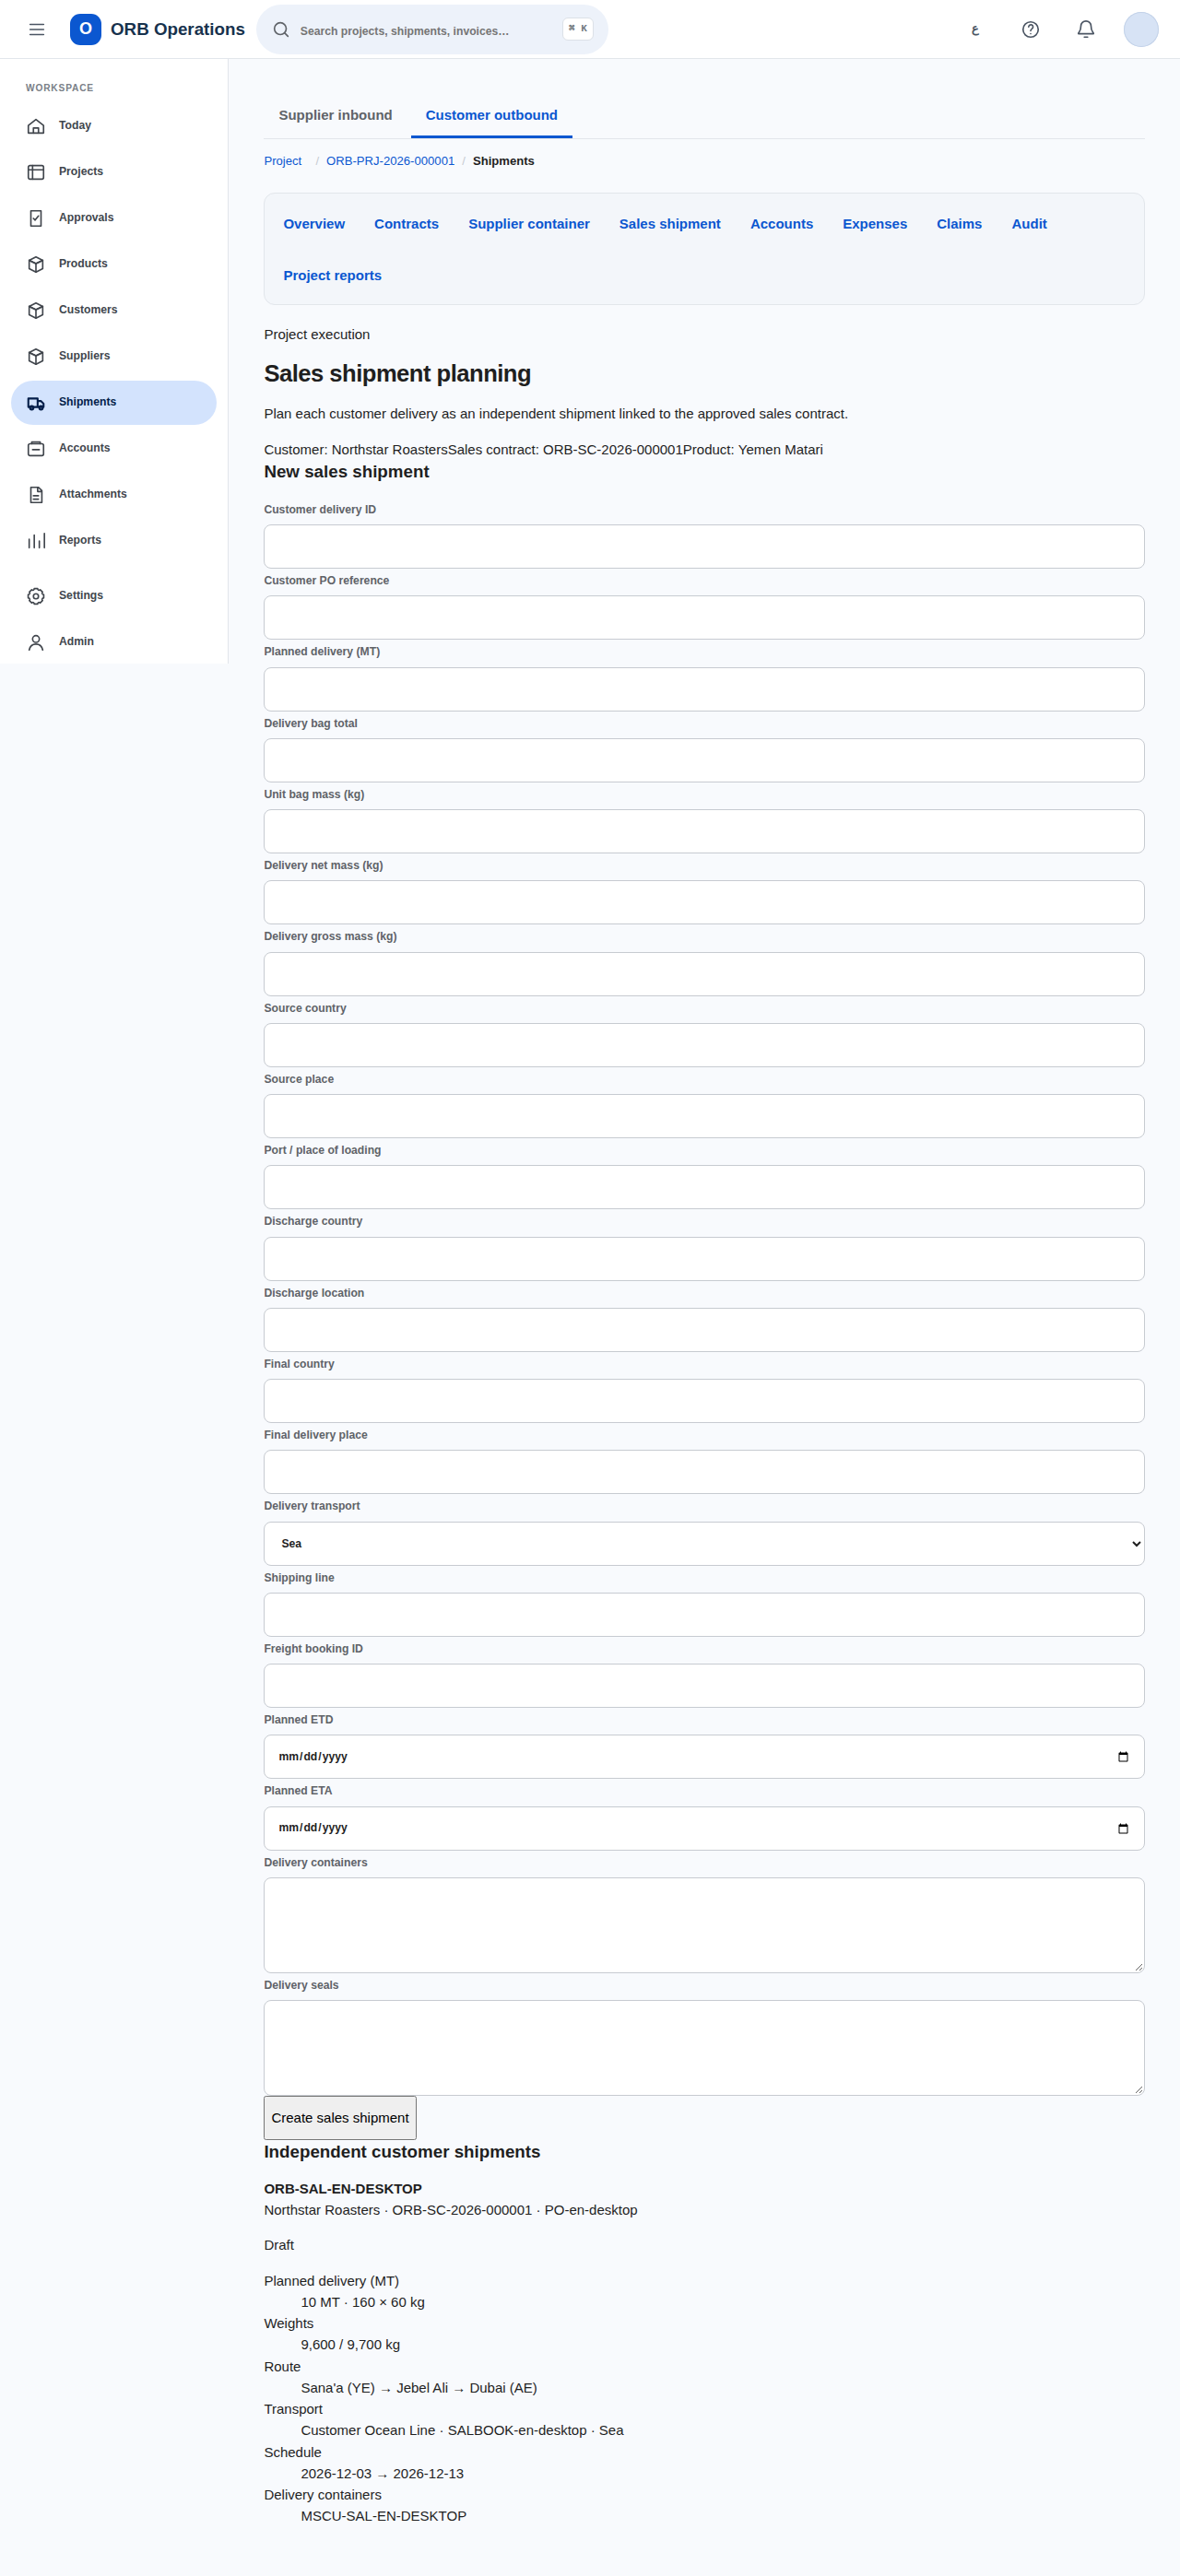 O ORB Operations
Search projects, shipments, invoices…
⌘ K
ع
WORKSPACE
Today
Projects
Approvals
Products
Customers
Suppliers
Shipments
Accounts
Attachments
Reports
Settings
Admin
Supplier inbound Customer outbound
Project / ORB-PRJ-2026-000001 / Shipments
Overview Contracts Supplier container Sales shipment Accounts Expenses Claims Audit
Project reports
Project execution
Sales shipment planning
Plan each customer delivery as an independent shipment linked to the approved sales contract.
Customer: Northstar RoastersSales contract: ORB-SC-2026-000001Product: Yemen Matari
New sales shipment
Customer delivery ID
Customer PO reference
Planned delivery (MT)
Delivery bag total
Unit bag mass (kg)
Delivery net mass (kg)
Delivery gross mass (kg)
Source country
Source place
Port / place of loading
Discharge country
Discharge location
Final country
Final delivery place
Delivery transport
Sea
Shipping line
Freight booking ID
Planned ETD
mm/dd/yyyy
Planned ETA
mm/dd/yyyy
Delivery containers
Delivery seals
Create sales shipment
Independent customer shipments
ORB-SAL-EN-DESKTOP
Northstar Roasters · ORB-SC-2026-000001 · PO-en-desktop
Draft
Planned delivery (MT)
10 MT · 160 × 60 kg
Weights
9,600 / 9,700 kg
Route
Sana'a (YE) → Jebel Ali → Dubai (AE)
Transport
Customer Ocean Line · SALBOOK-en-desktop · Sea
Schedule
2026-12-03 → 2026-12-13
Delivery containers
MSCU-SAL-EN-DESKTOP